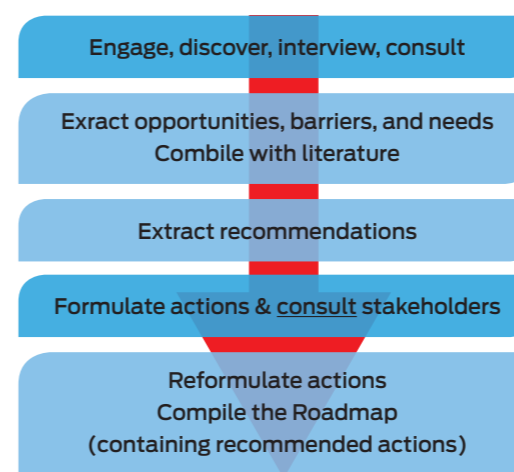 Engage, discover, interview, consult
Exract opportunities, barriers, and needs
Combile with literature
Extract recommendations
Formulate actions & consult stakeholders
Reformulate actions
Compile the Roadmap
(containing recommended actions)